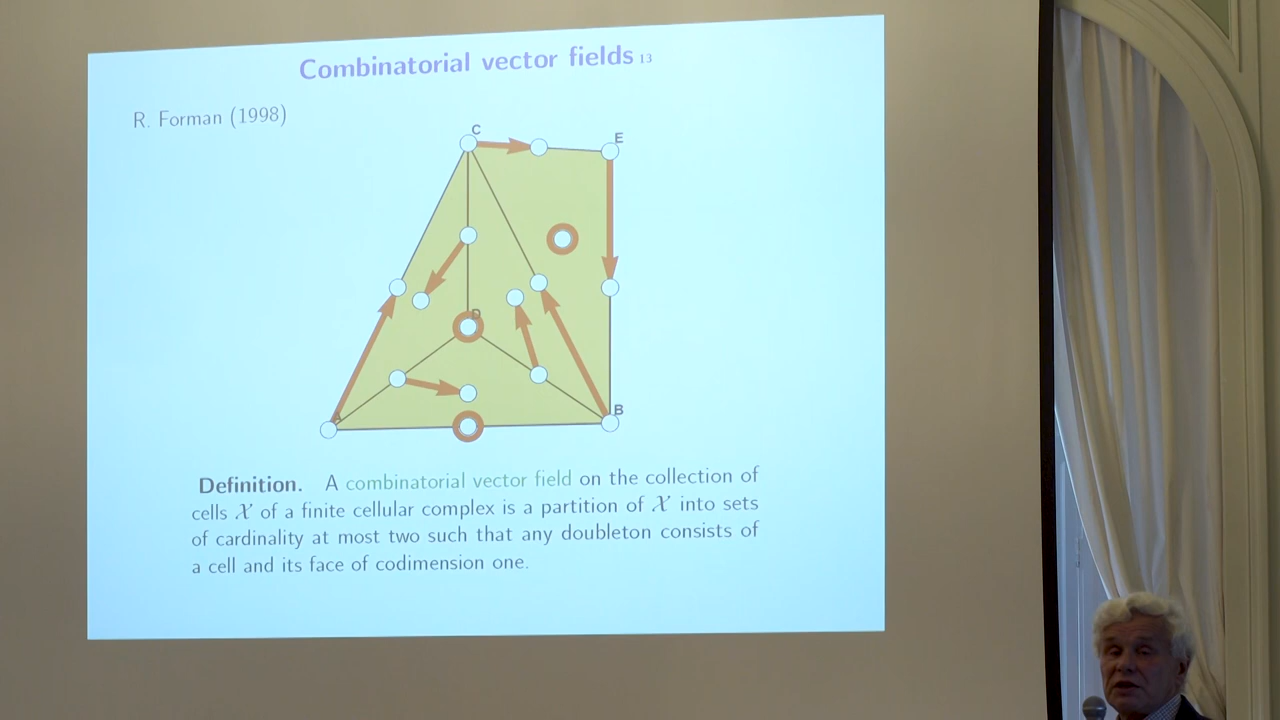 Combinatorial vector fields 13
R. Forman (1998)
C
E
D
A
B
Definition. A combinatorial vector field on the collection of
cells 𝒳 of a finite cellular complex is a partition of 𝒳 into sets
of cardinality at most two such that any doubleton consists of
a cell and its face of codimension one.